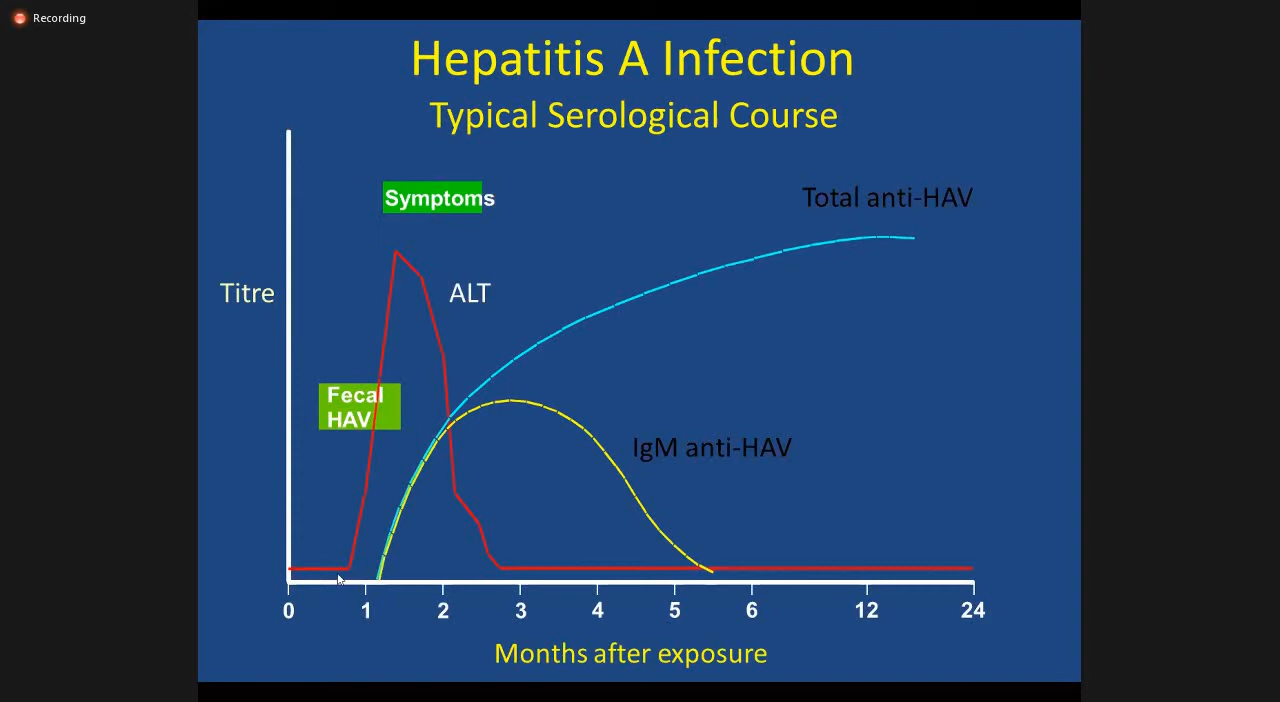 Recording
Hepatitis A Infection
Typical Serological Course
Symptoms
Total anti-HAV
Titre
ALT
Fecal
HAV
IgM anti-HAV
0 1 2 3 4 5 6 12 24
Months after exposure